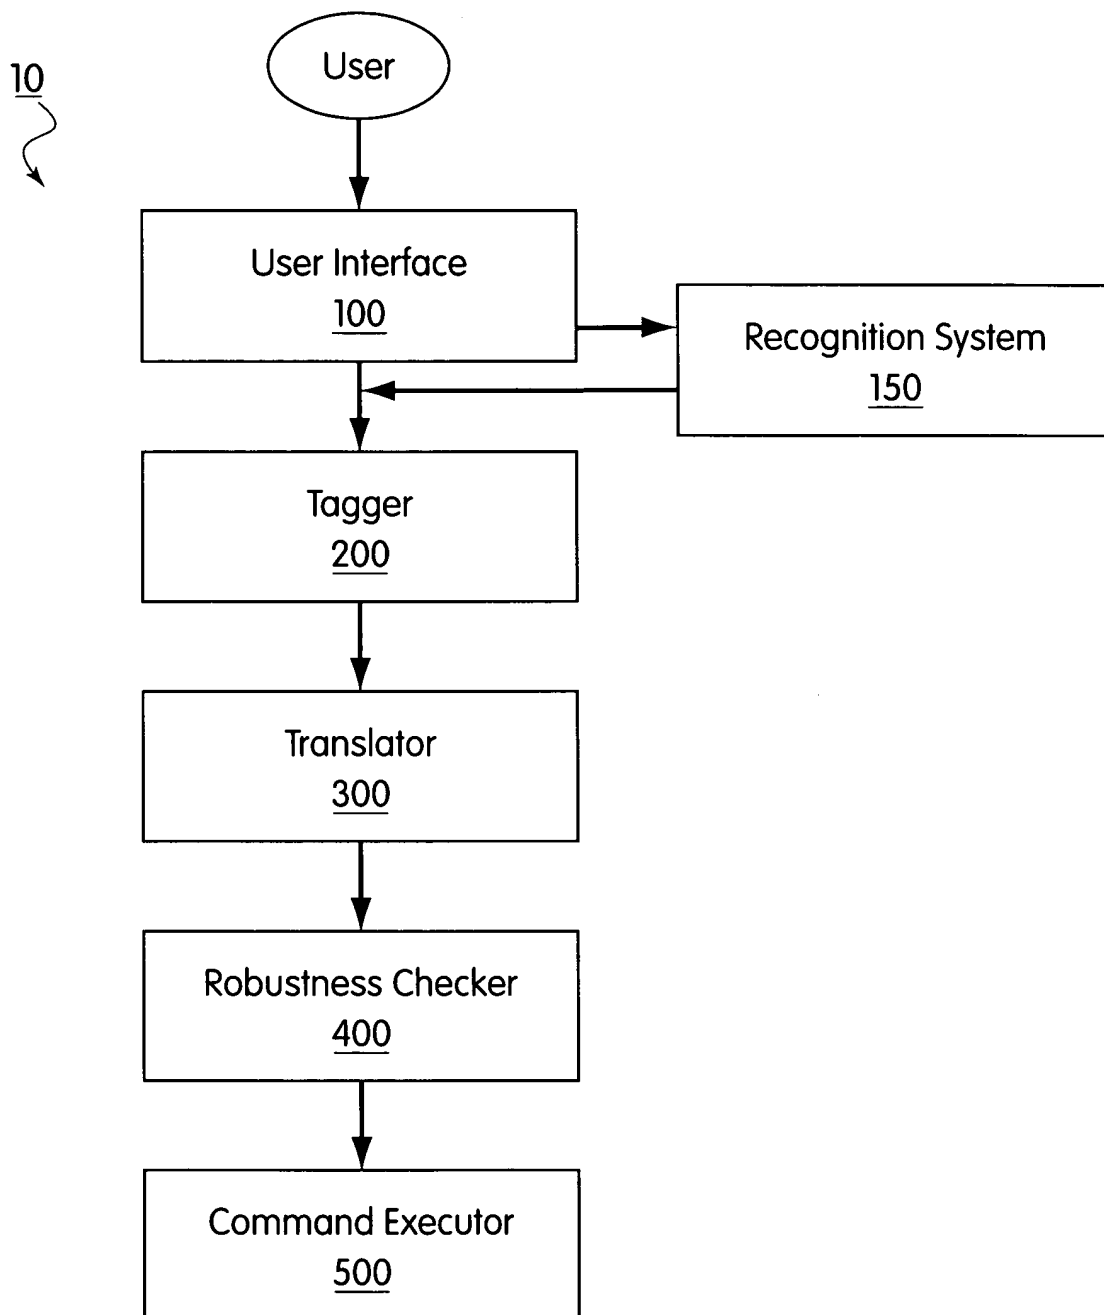 10
User
User Interface
100
Recognition System
150
Tagger
200
Translator
300
Robustness Checker
400
Command Executor
500